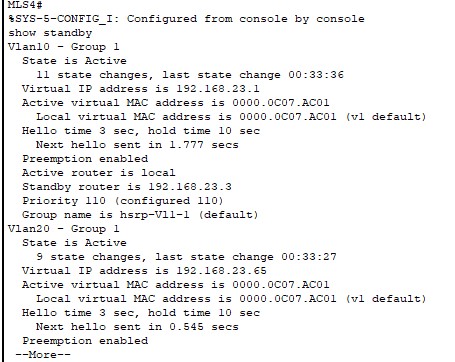 MLS4#
%SYS-5-CONFIG_I: Configured from console by console
show standby
Vlan10 - Group 1
State is Active
11 state changes, last state change 00:33:36
Virtual IP address is 192.168.23.1
Active virtual MAC address is 0000.0C07.AC01
Local virtual MAC address is 0000.0C07.AC01 (v1 default)
Hello time 3 sec, hold time 10 sec
Next hello sent in 1.777 secs
Preemption enabled
Active router is local
Standby router is 192.168.23.3
Priority 110 (configured 110)
Group name is hsrp-Vl1-1 (default)
Vlan20 - Group 1
State is Active
9 state changes, last state change 00:33:27
Virtual IP address is 192.168.23.65
Active virtual MAC address is 0000.0C07.AC01
Local virtual MAC address is 0000.0C07.AC01 (v1 default)
Hello time 3 sec, hold time 10 sec
Next hello sent in 0.545 secs
Preemption enabled
--More--